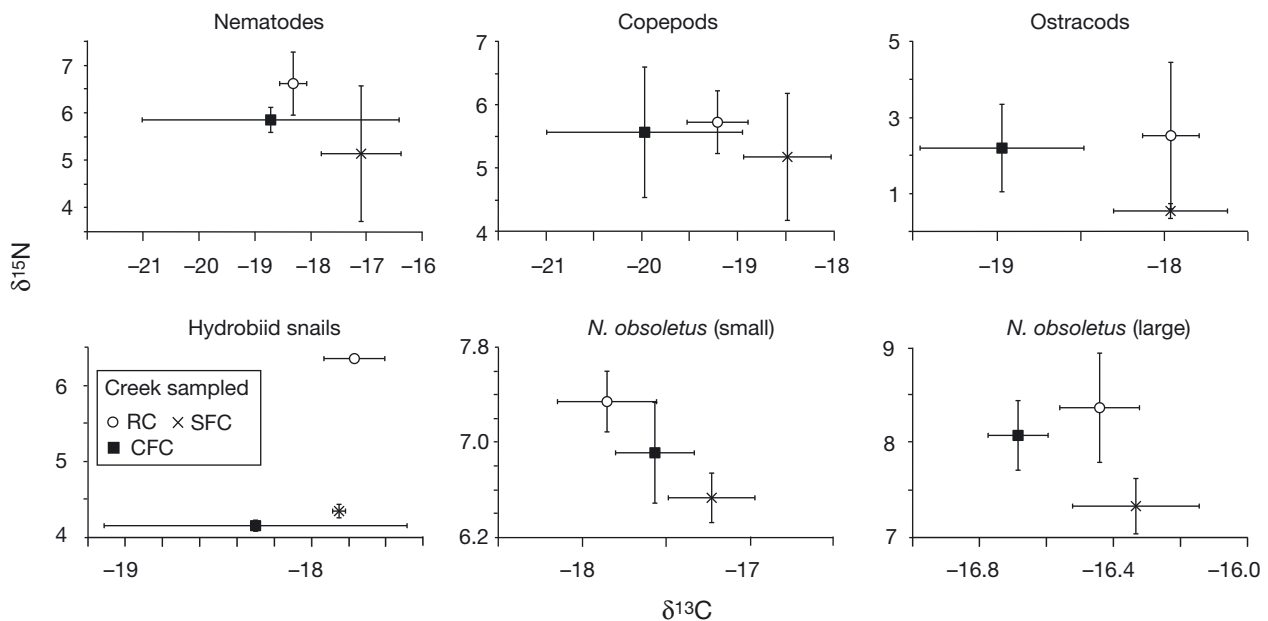 Nematodes
7
6
5
4
−21 −20 −19 −18 −17 −16
Copepods
7
6
5
4
−21 −20 −19 −18
Ostracods
5
3
1
−19 −18
δ15N
Hydrobiid snails
6
5
4
Creek sampled
RC SFC
CFC
−19 −18
N. obsoletus (small)
7.8
7.0
6.2
−18 −17
N. obsoletus (large)
9
8
7
−16.8 −16.4 −16.0
δ13C